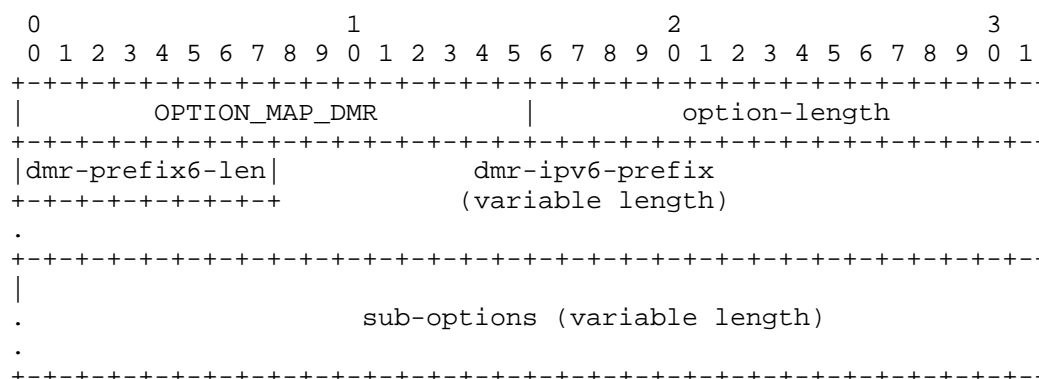 0                   1                   2                   3
 0 1 2 3 4 5 6 7 8 9 0 1 2 3 4 5 6 7 8 9 0 1 2 3 4 5 6 7 8 9 0 1
+-+-+-+-+-+-+-+-+-+-+-+-+-+-+-+-+-+-+-+-+-+-+-+-+-+-+-+-+-+-+-+-
|        OPTION_MAP_DMR         |         option-length
+-+-+-+-+-+-+-+-+-+-+-+-+-+-+-+-+-+-+-+-+-+-+-+-+-+-+-+-+-+-+-+-
|dmr-prefix6-len|            dmr-ipv6-prefix
+-+-+-+-+-+-+-+-+           (variable length)
.
+-+-+-+-+-+-+-+-+-+-+-+-+-+-+-+-+-+-+-+-+-+-+-+-+-+-+-+-+-+-+-+-
|
.                     sub-options (variable length)
.
+-+-+-+-+-+-+-+-+-+-+-+-+-+-+-+-+-+-+-+-+-+-+-+-+-+-+-+-+-+-+-+-